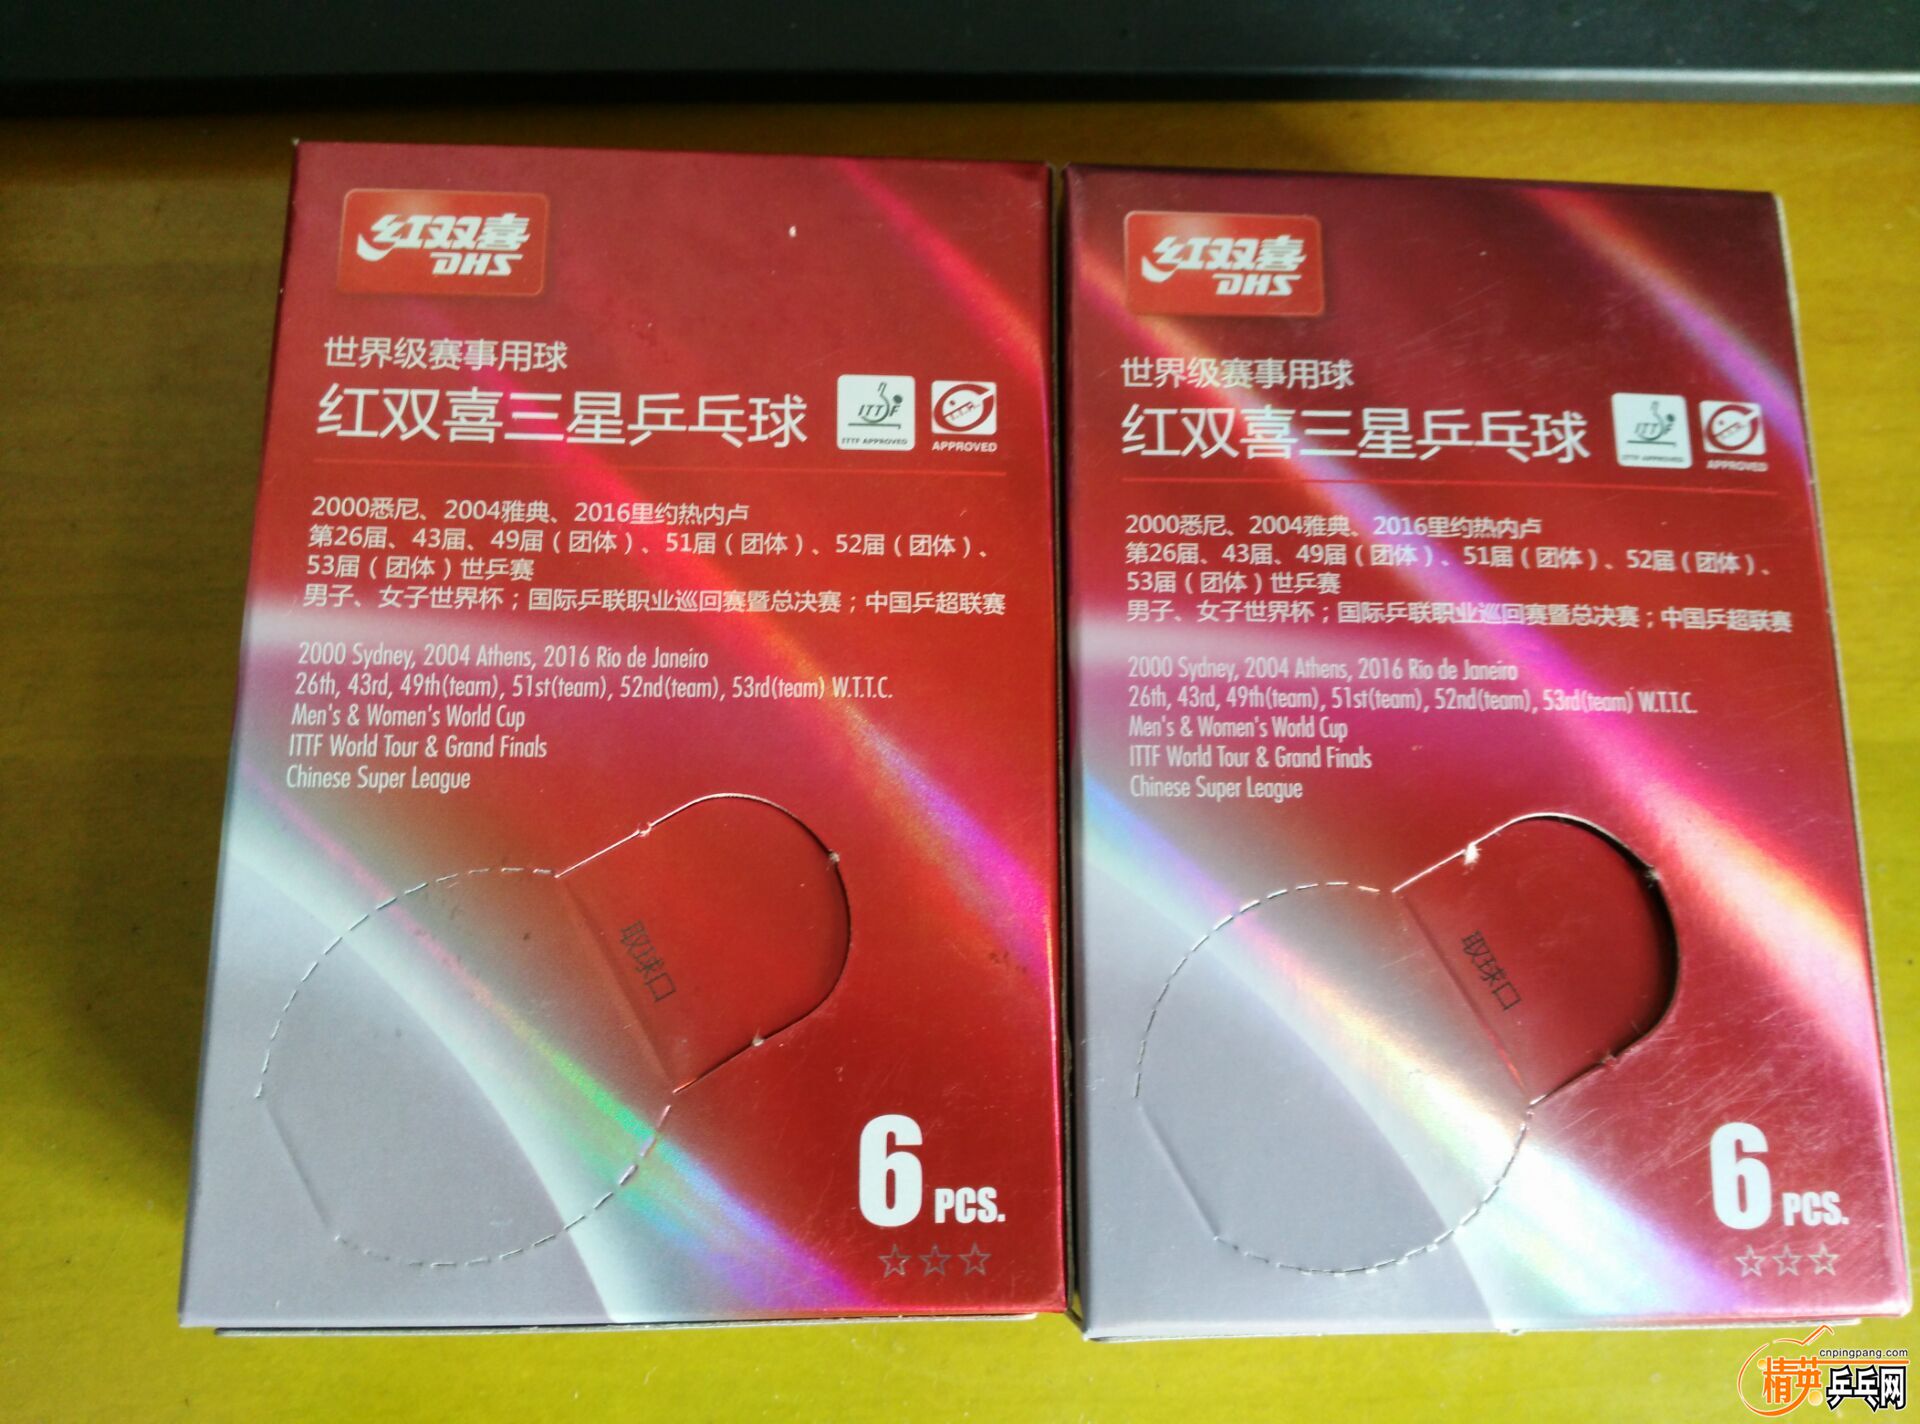 红双喜
DHS
世界级赛事用球
红双喜三星乒乓球
ITTF
ITTF APPROVED
APPROVED
2000悉尼、2004雅典、2016里约热内卢
第26届、43届、49届（团体）、51届（团体）、52届（团体）、
53届（团体）世乒赛
男子、女子世界杯；国际乒联职业巡回赛暨总决赛；中国乒超联赛
2000 Sydney, 2004 Athens, 2016 Rio de Janeiro
26th, 43rd, 49th(team), 51st(team), 52nd(team), 53rd(team) W.T.T.C.
Men's & Women's World Cup
ITTF World Tour & Grand Finals
Chinese Super League
取球口
6 PCS.
红双喜
DHS
世界级赛事用球
红双喜三星乒乓球
ITTF
ITTF APPROVED
APPROVED
2000悉尼、2004雅典、2016里约热内卢
第26届、43届、49届（团体）、51届（团体）、52届（团体）、
53届（团体）世乒赛
男子、女子世界杯；国际乒联职业巡回赛暨总决赛；中国乒超联赛
2000 Sydney, 2004 Athens, 2016 Rio de Janeiro
26th, 43rd, 49th(team), 51st(team), 52nd(team), 53rd(team) W.T.T.C.
Men's & Women's World Cup
ITTF World Tour & Grand Finals
Chinese Super League
取球口
6 PCS.
cnpingpang.com
精英乒乓网